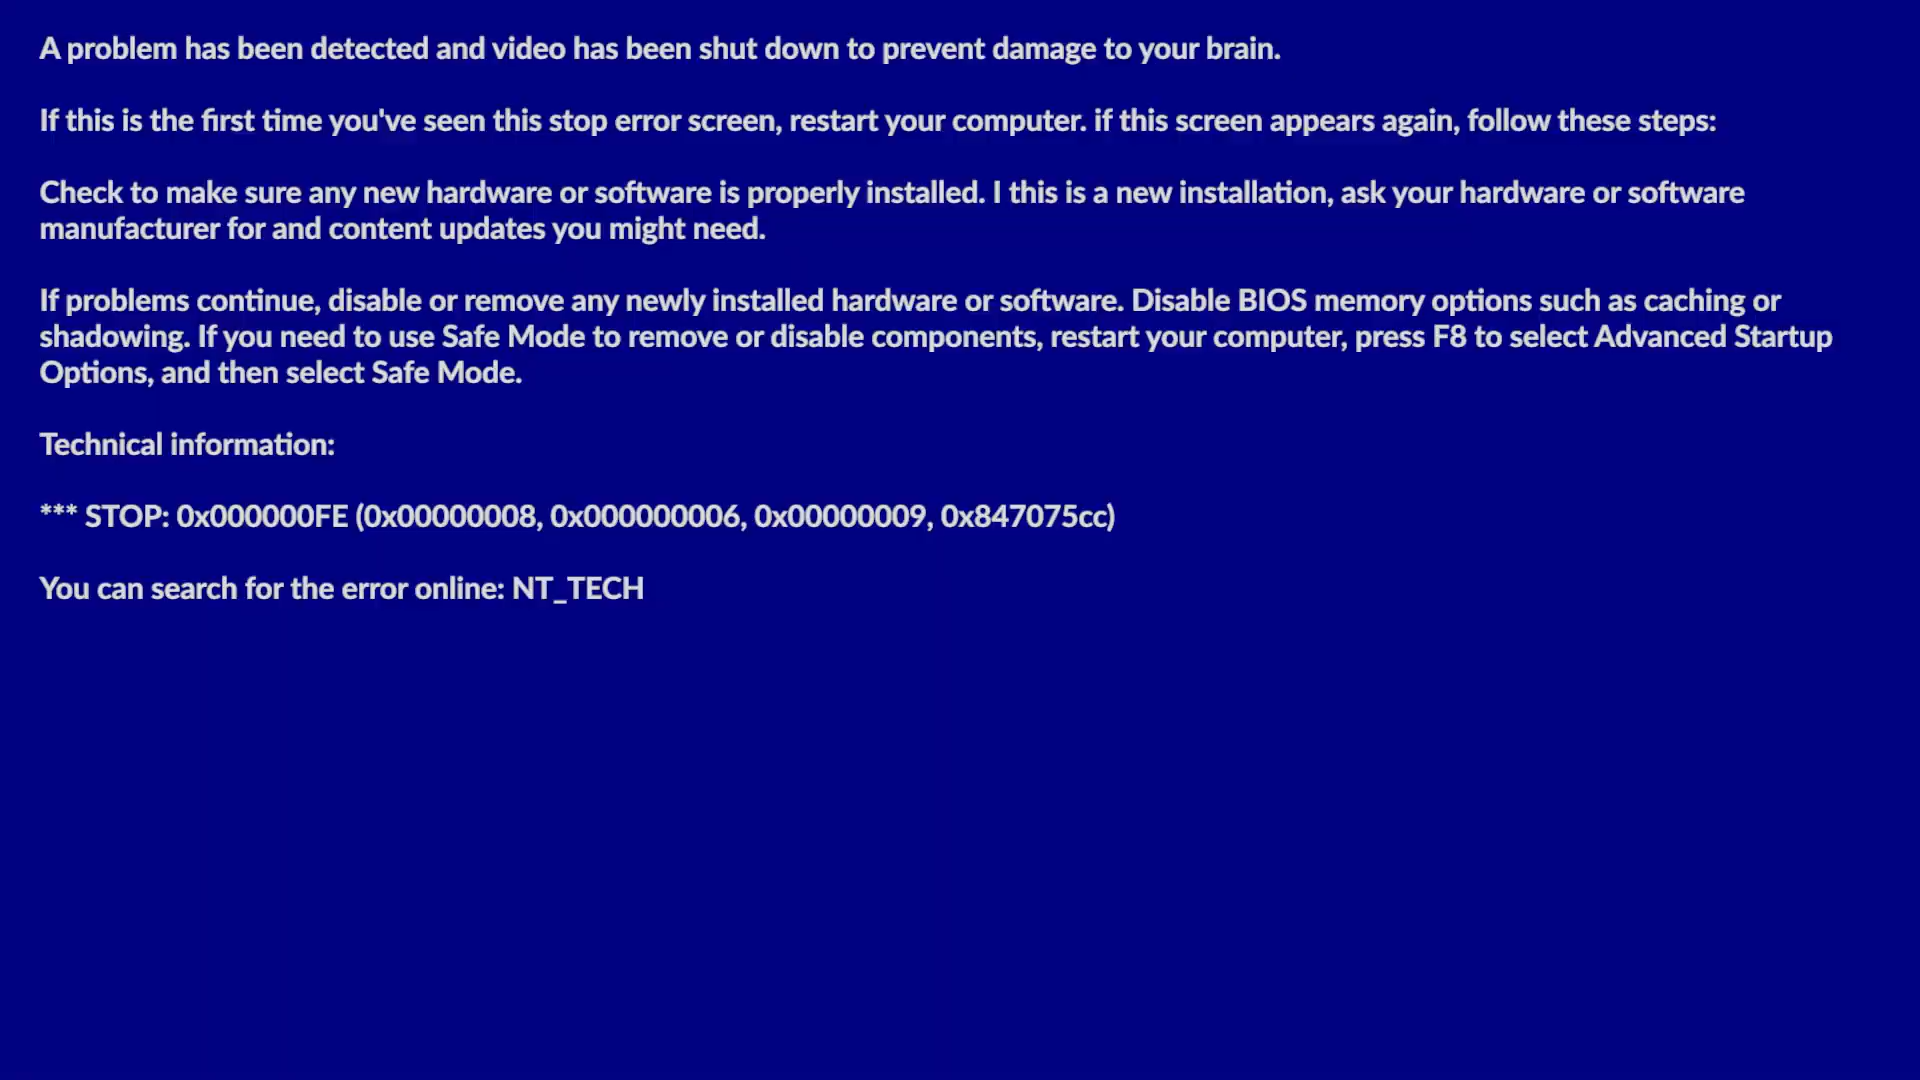 A problem has been detected and video has been shut down to prevent damage to your brain.
If this is the first time you've seen this stop error screen, restart your computer. if this screen appears again, follow these steps:
Check to make sure any new hardware or software is properly installed. I this is a new installation, ask your hardware or software
manufacturer for and content updates you might need.
If problems continue, disable or remove any newly installed hardware or software. Disable BIOS memory options such as caching or
shadowing. If you need to use Safe Mode to remove or disable components, restart your computer, press F8 to select Advanced Startup
Options, and then select Safe Mode.
Technical information:
*** STOP: 0x000000FE (0x00000008, 0x000000006, 0x00000009, 0x847075cc)
You can search for the error online: NT_TECH